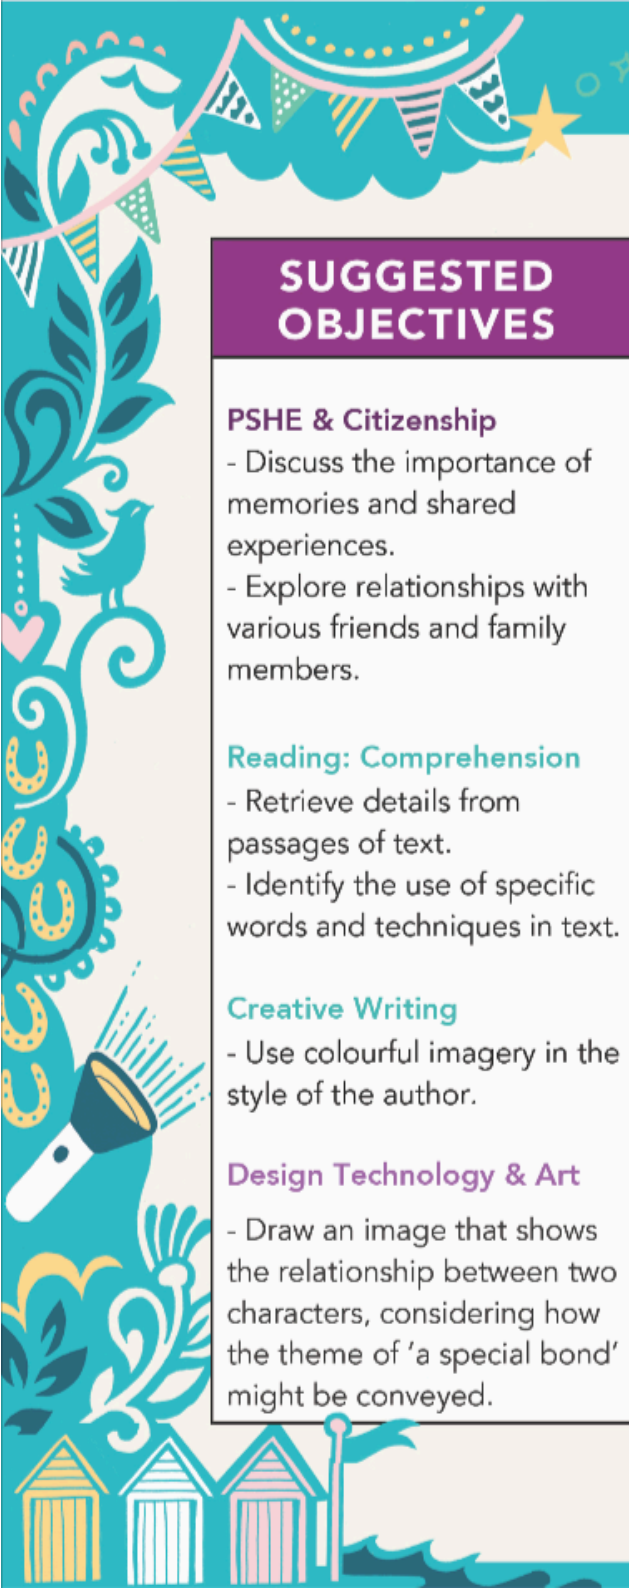 SUGGESTED
OBJECTIVES
PSHE & Citizenship
- Discuss the importance of
memories and shared
experiences.
- Explore relationships with
various friends and family
members.
Reading: Comprehension
- Retrieve details from
passages of text.
- Identify the use of specific
words and techniques in text.
Creative Writing
- Use colourful imagery in the
style of the author.
Design Technology & Art
- Draw an image that shows
the relationship between two
characters, considering how
the theme of 'a special bond'
might be conveyed.